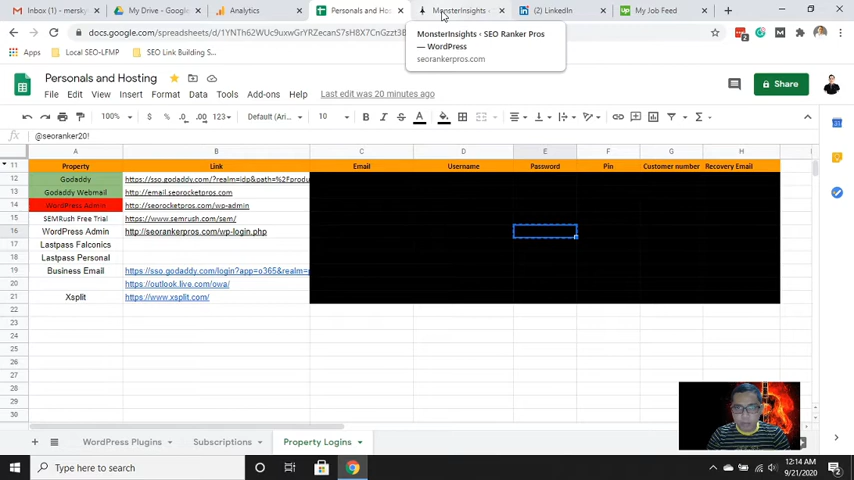 Inbox (1) - mersky
My Drive - Google
Analytics
Personals and Hos
MonsterInsights -
(2) LinkedIn
My Job Feed
docs.google.com/spreadsheets/d/1YNTh62WUc9uxwGrYRZecanS7sH8X7CnGzzt3B
MonsterInsights ‹ SEO Ranker Pros
— WordPress
seorankerpros.com
Local SEO-LFMP
SEO Link Building S...
Personals and Hosting
File Edit View Insert Format Data Tools Add-ons Help Last edit was 20 minutes ago
Share
100% $ % .0 .00 123 Default (Ari... 10 B I S A
fx @seoranker20!
A B C D E F G H
11 Property Link Email Username Password Pin Customer number Recovery Email
12 Godaddy https://sso.godaddy.com/?realm=idp&path=%2Fprodu
13 Godaddy Webmail http://email.seorocketpros.com
14 WordPress Admin http://seorocketpros.com/wp-admin
15 SEMRush Free Trial https://www.semrush.com/sem/
16 WordPress Admin http://seorankerpros.com/wp-login.php
17 Lastpass Falconics
18 Lastpass Personal
19 Business Email https://sso.godaddy.com/login?app=o365&realm=p
20 https://outlook.live.com/owa/
21 Xsplit https://www.xsplit.com/
22
23
24
25
26
27
28
29
30
WordPress Plugins Subscriptions Property Logins
Type here to search
12:14 AM
9/21/2020